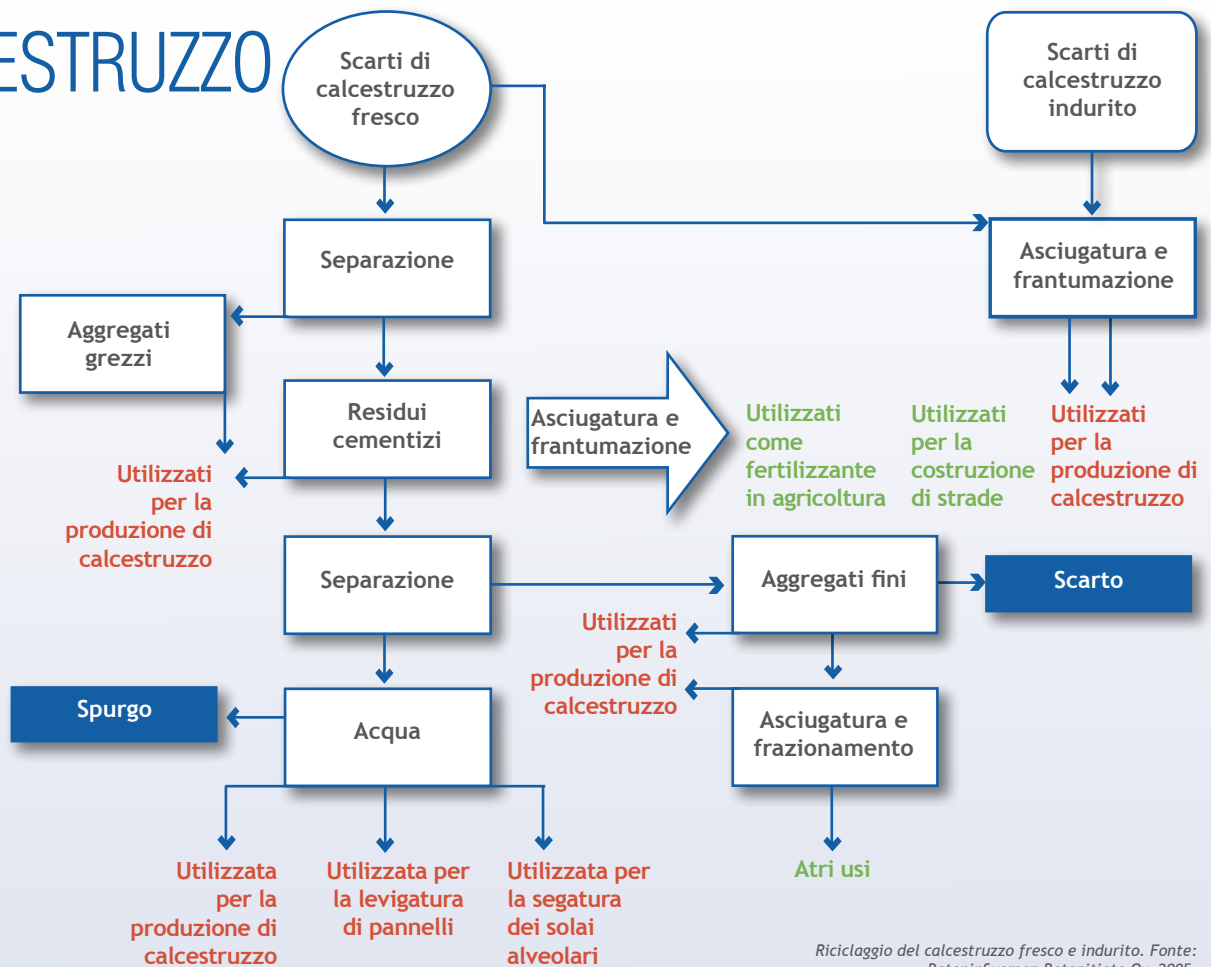 ESTRUZZO
Scarti di
calcestruzzo
fresco
Scarti di
calcestruzzo
indurito
Separazione
Asciugatura e
frantumazione
Aggregati
grezzi
Residui
cementizi
Asciugatura e
frantumazione
Utilizzati
come
fertilizzante
in agricoltura
Utilizzati
per la
costruzione
di strade
Utilizzati
per la
produzione di
calcestruzzo
Utilizzati
per la
produzione di
calcestruzzo
Separazione
Aggregati fini
Scarto
Utilizzati
per la
produzione di
calcestruzzo
Spurgo
Acqua
Asciugatura e
frazionamento
Utilizzata
per la
produzione di
calcestruzzo
Utilizzata per
la levigatura
di pannelli
Utilizzata per
la segatura
dei solai
alveolari
Atri usi
Riciclaggio del calcestruzzo fresco e indurito. Fonte: